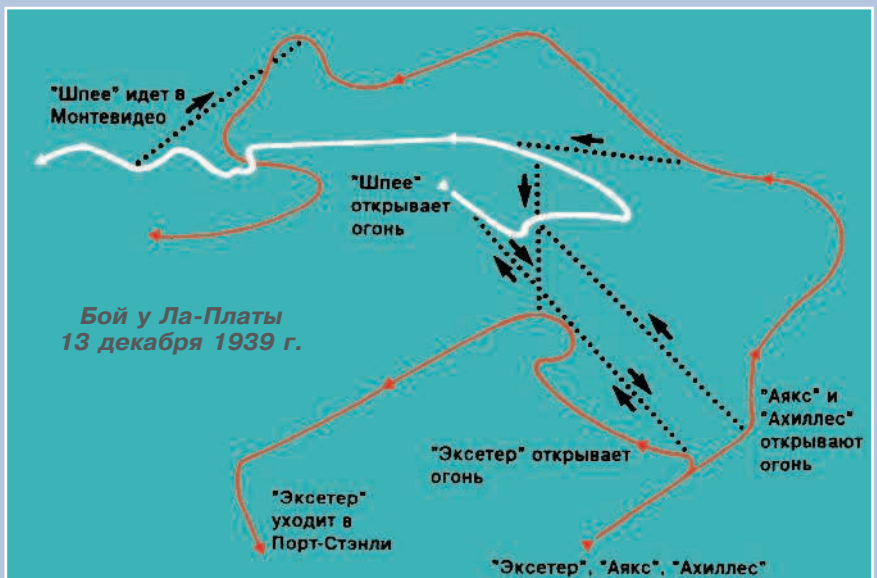 "Шпее" идет в
Монтевидео
"Шпее"
открывает
огонь
Бой у Ла-Платы
13 декабря 1939 г.
"Аякс" и
"Ахиллес"
открывают
огонь
"Эксетер" открывает
огонь
"Эксетер"
уходит в
Порт-Стэнли
"Эксетер", "Аякс", "Ахиллес"